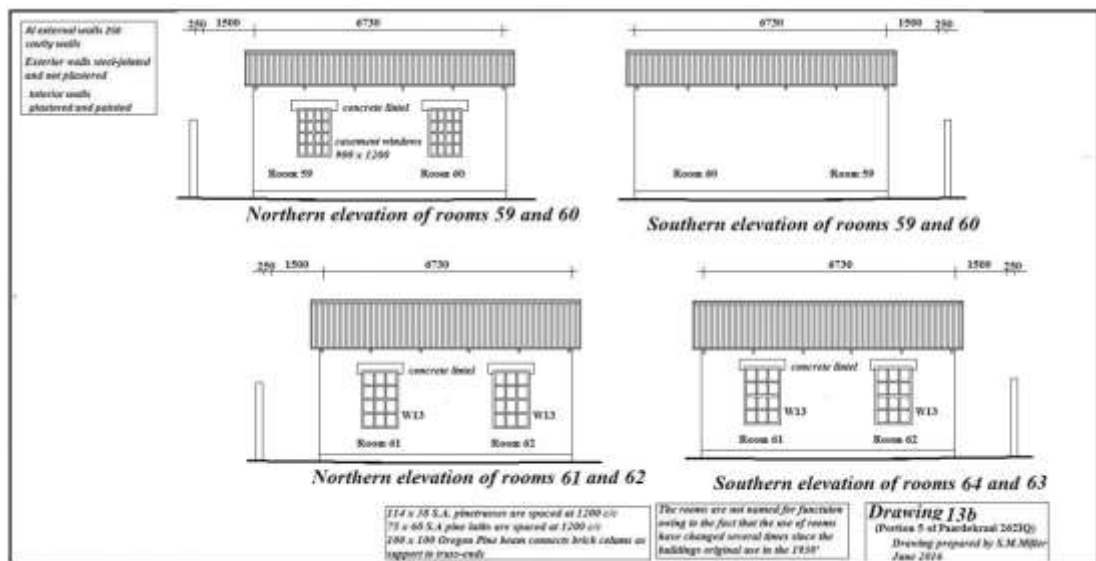 250 1500 6730
6730 1500 250
Al external walls 250
cavity walls
Exterior walls steel-jointed
and not plastered
Interior walls
plastered and painted
concrete lintel
casement windows
900 x 1200
Room 59 Room 60
Room 60 Room 59
Northern elevation of rooms 59 and 60
Southern elevation of rooms 59 and 60
250 1500 6730
6730 1500 250
concrete lintel
W13 W13
Room 61 Room 62
concrete lintel
W13 W13
Room 61 Room 62
Northern elevation of rooms 61 and 62
Southern elevation of rooms 64 and 63
114 x 38 S.A. pinetrusses are spaced at 1200 c/c
75 x 60 S.A pine laths are spaced at 1200 c/c
100 x 100 Oregon Pine beam connects brick column as
support to truss-ends
The rooms are not named for function
owing to the fact that the use of rooms
have changed several times since the
buildings original use in the 1930'
Drawing 13b
(Portion 5 of Paardekraal 202IQ)
Drawing prepared by S.M.Miller
June 2016